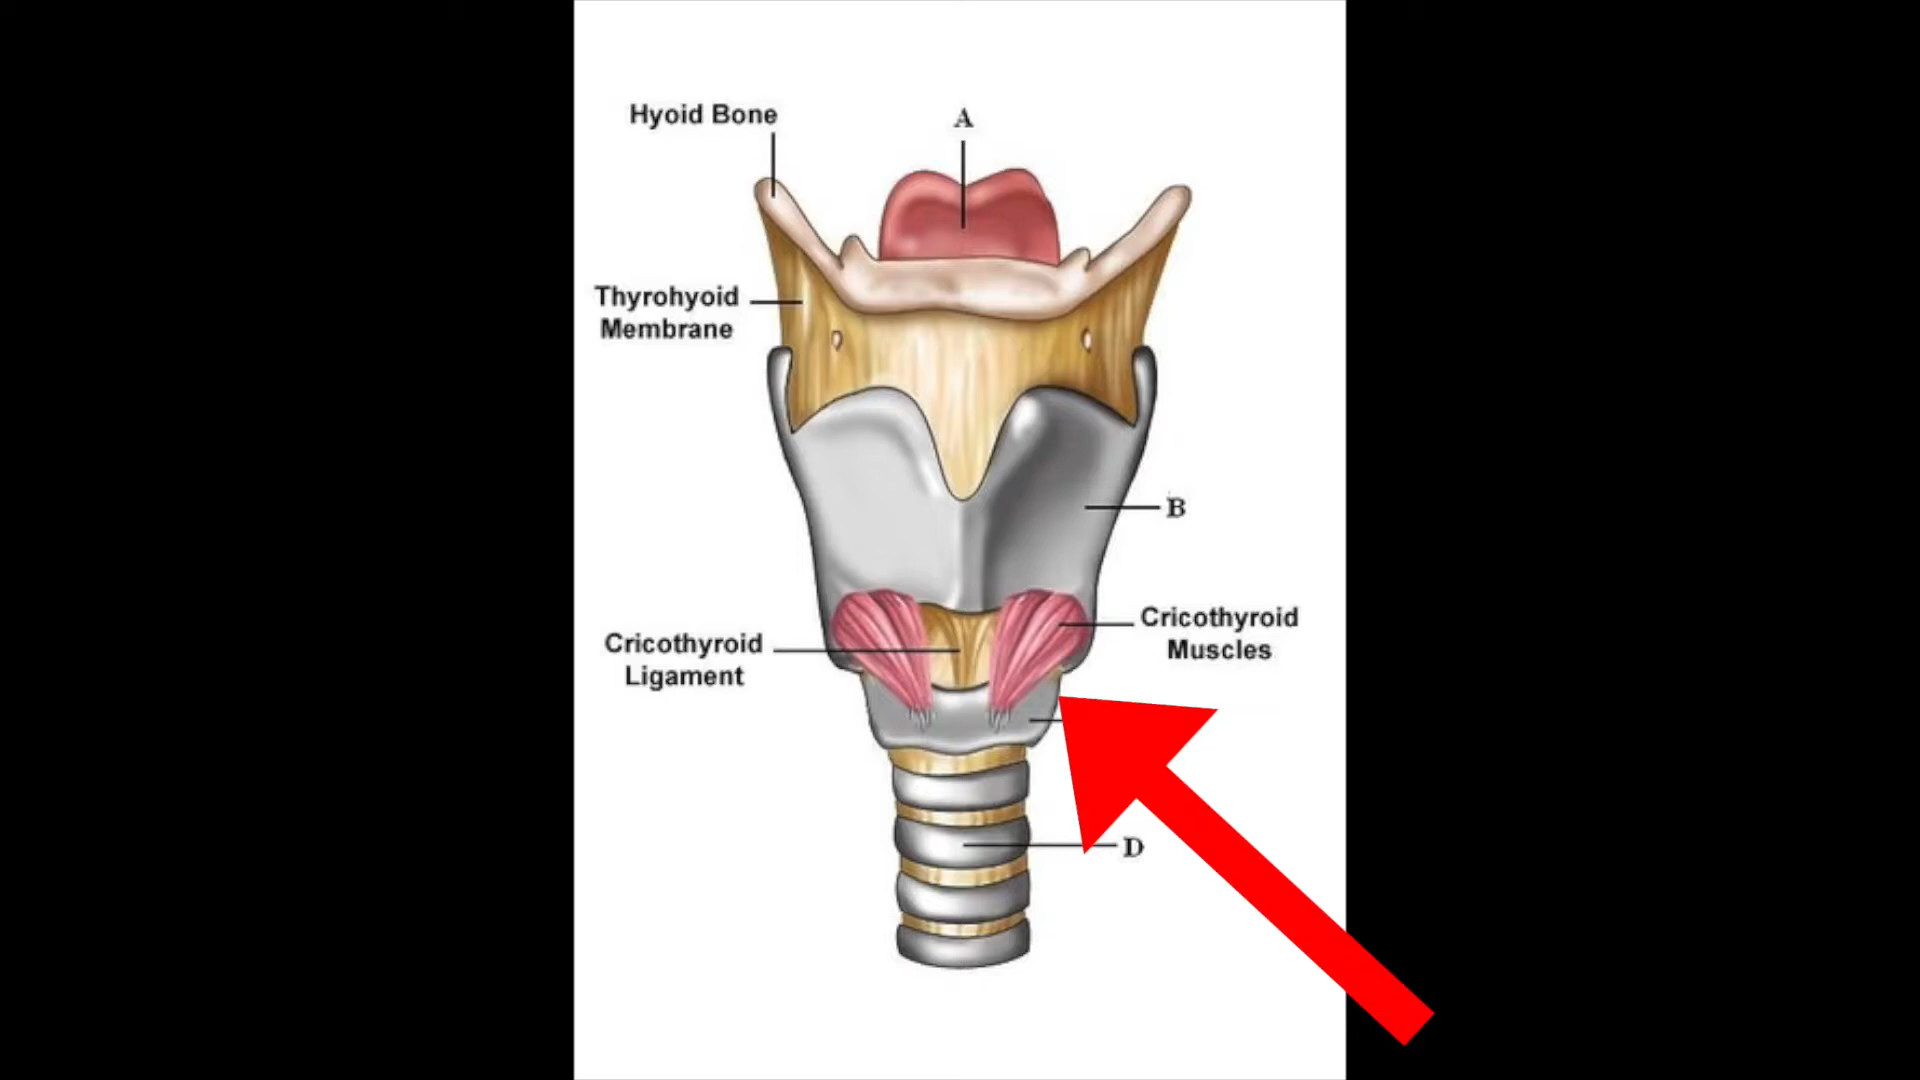 Hyoid Bone
A
Thyrohyoid
Membrane
B
Cricothyroid
Muscles
Cricothyroid
Ligament
D